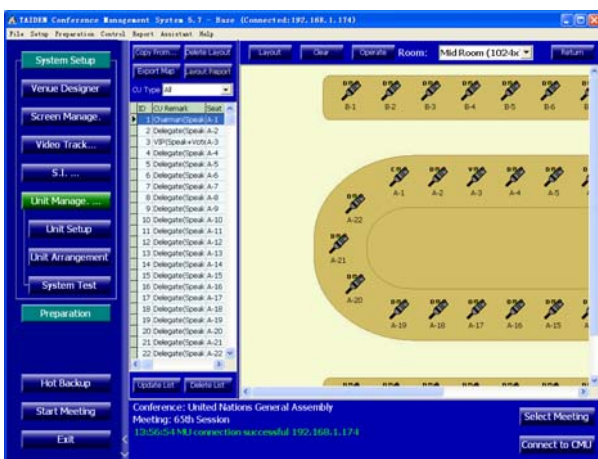 TAIDEN Conference Management System 5.7 - Base (Connected:192.168.1.174)
File Setup Preparation Control Report Assistant Help
System Setup
Venue Designer
Screen Manage.
Video Track...
S.I. ...
Unit Manage. ...
Unit Setup
Unit Arrangement
System Test
Preparation
Hot Backup
Start Meeting
Exit
Copy From... Delete Layout
Export Map Layout Report
CU Type All
ID CU Remark Seat
1 Chairman(Speak A-1
2 Delegate(Speak A-2
3 VIP(Speak+Vote A-3
4 Delegate(Speak A-4
5 Delegate(Speak A-5
6 Delegate(Speak A-6
7 Delegate(Speak A-7
8 Delegate(Speak A-8
9 Delegate(Speak A-9
10 Delegate(Speak A-10
11 Delegate(Speak A-11
12 Delegate(Speak A-12
13 Delegate(Speak A-13
14 Delegate(Speak A-14
15 Delegate(Speak A-15
16 Delegate(Speak A-16
17 Delegate(Speak A-17
18 Delegate(Speak A-18
19 Delegate(Speak A-19
20 Delegate(Speak A-20
21 Delegate(Speak A-21
22 Delegate(Speak A-22
Update List Delete List
Layout Clear Operate Room: Mid Room (1024x Return
B-1 B-2 B-3 B-4 B-5 B-6
A-1 A-2 A-3 A-4 A-5
A-22
A-21
A-20
A-19 A-18 A-17 A-16 A-15
Conference: United Nations General Assembly
Meeting: 65th Session
13:56:54 MU connection successful 192.168.1.174
Select Meeting
Connect to CMU